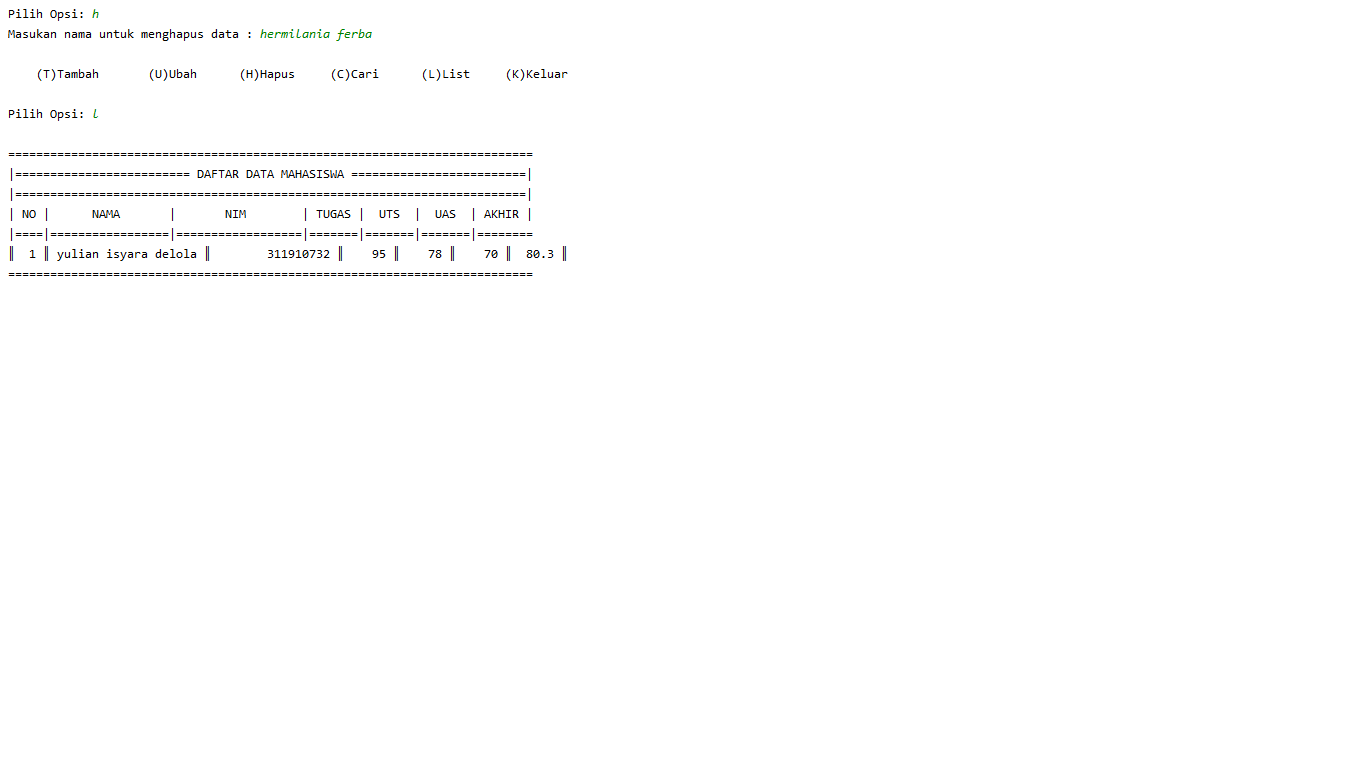 Pilih Opsi: h
Masukan nama untuk menghapus data : hermilania ferba
    (T)Tambah       (U)Ubah      (H)Hapus     (C)Cari      (L)List     (K)Keluar
Pilih Opsi: l
===========================================================================
|========================= DAFTAR DATA MAHASISWA =========================|
|=========================================================================|
| NO |      NAMA       |       NIM        | TUGAS |  UTS  |  UAS  | AKHIR |
|====|=================|==================|=======|=======|=======|========
║  1 ║ yulian isyara delola ║        311910732 ║    95 ║    78 ║    70 ║  80.3 ║
===========================================================================